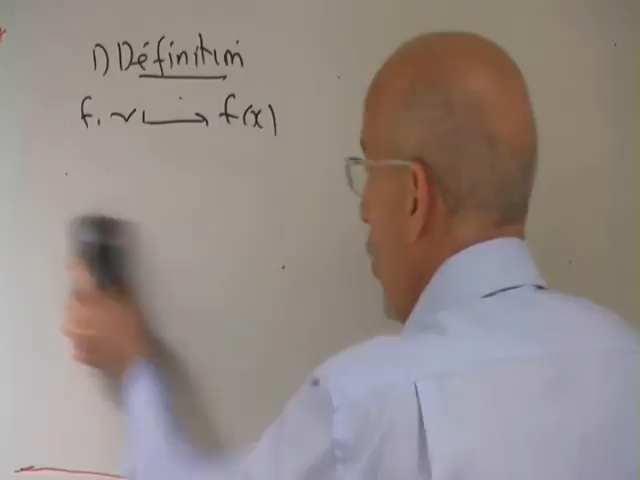 1) Définition
f: x ⟼ f(x)